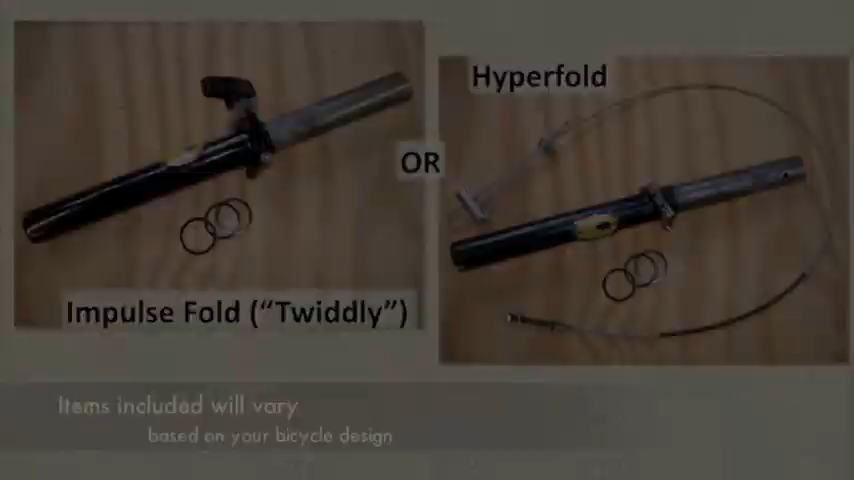 Hyperfold
OR
Impulse Fold (“Twiddly”)
Items included will vary
based on your bicycle design